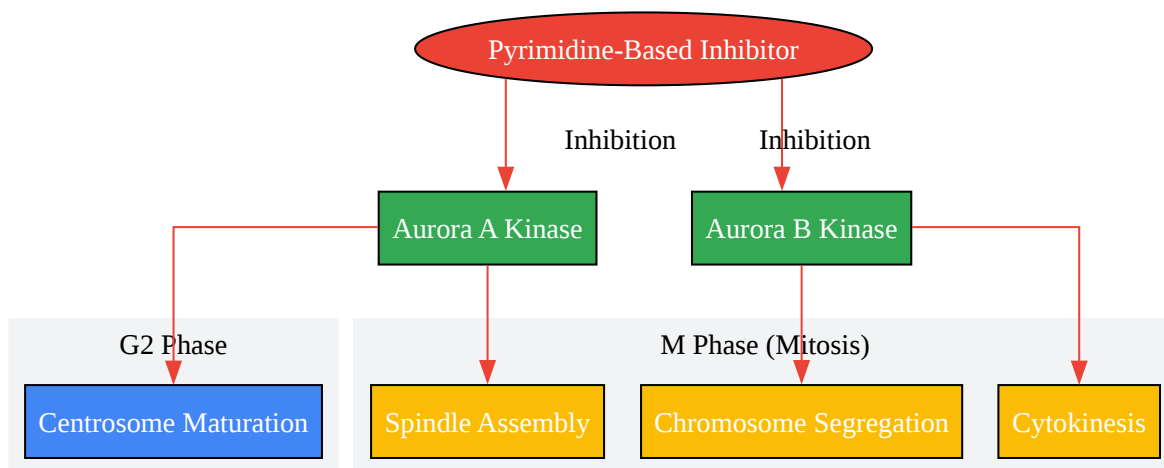 Pyrimidine-Based Inhibitor
Inhibition
Inhibition
Aurora A Kinase
Aurora B Kinase
G2 Phase
M Phase (Mitosis)
Centrosome Maturation
Spindle Assembly
Chromosome Segregation
Cytokinesis